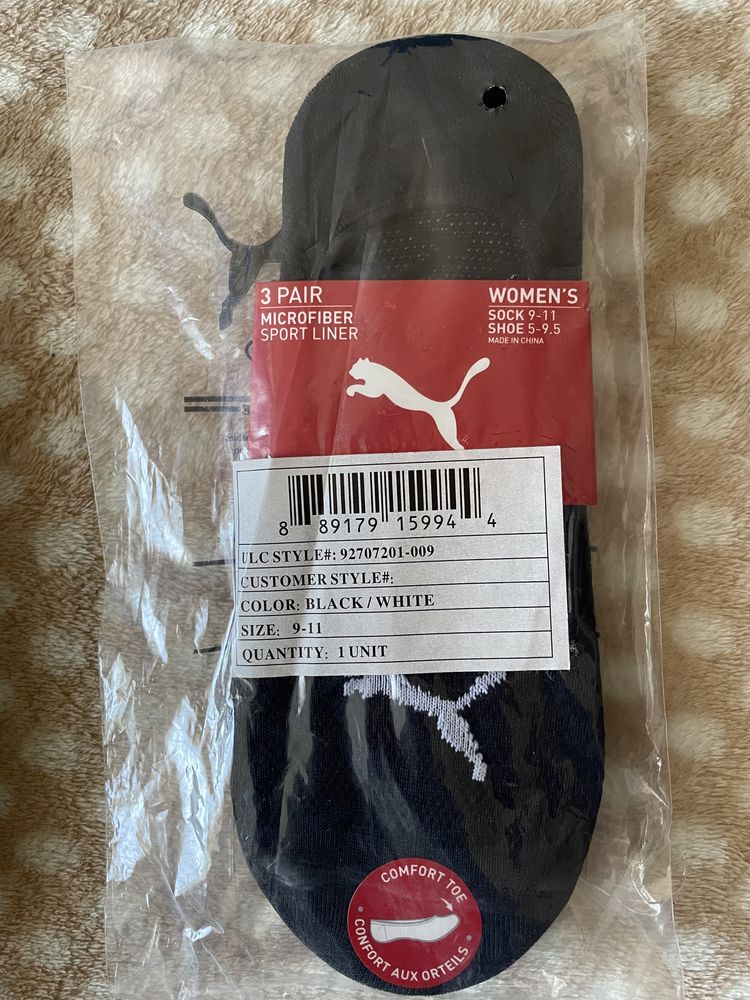 3 PAIR
MICROFIBER
SPORT LINER
WOMEN'S
SOCK 9-11
SHOE 5-9.5
MADE IN CHINA
8 89179 15994 4
ULC STYLE#: 92707201-009
CUSTOMER STYLE#:
COLOR: BLACK / WHITE
SIZE: 9-11
QUANTITY: 1 UNIT
COMFORT TOE
CONFORT AUX ORTEILS